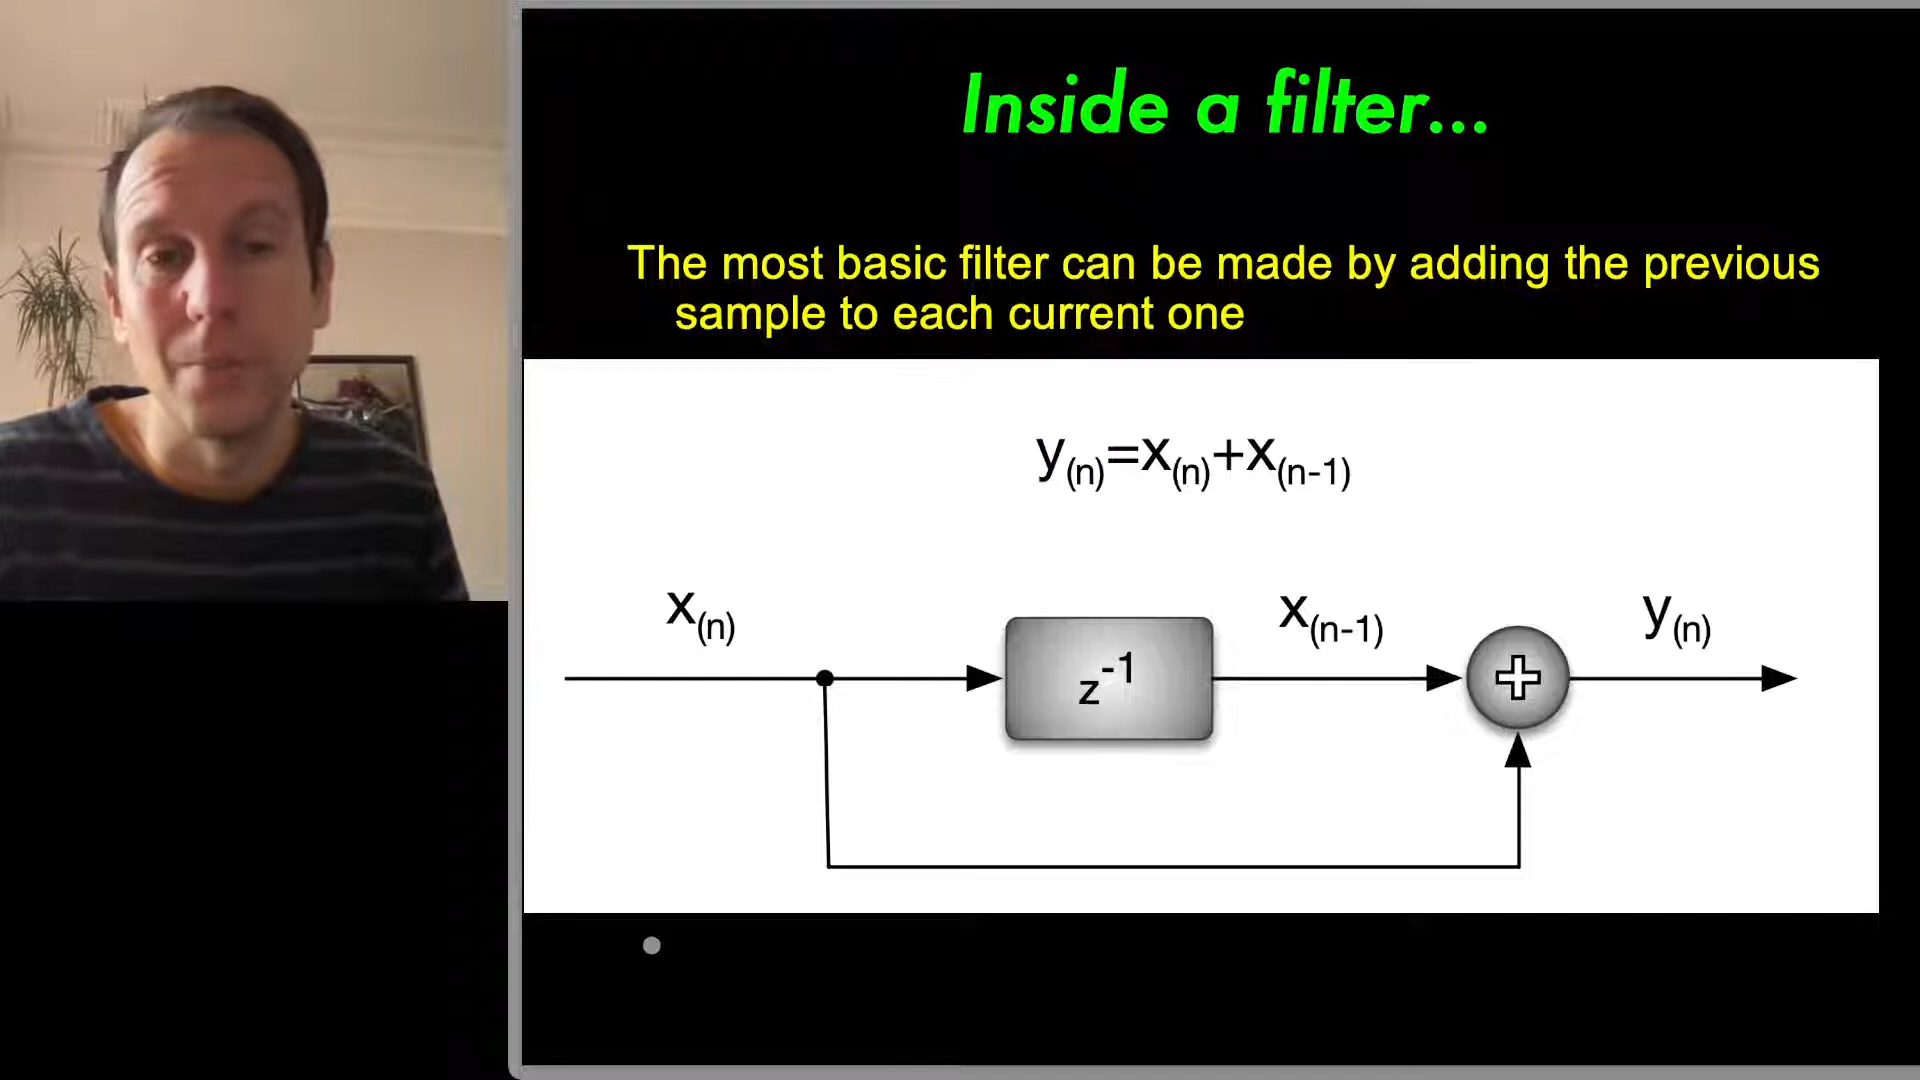 Inside a filter...
The most basic filter can be made by adding the previous
sample to each current one
y(n)=x(n)+x(n-1)
x(n)
z-1
x(n-1)
y(n)